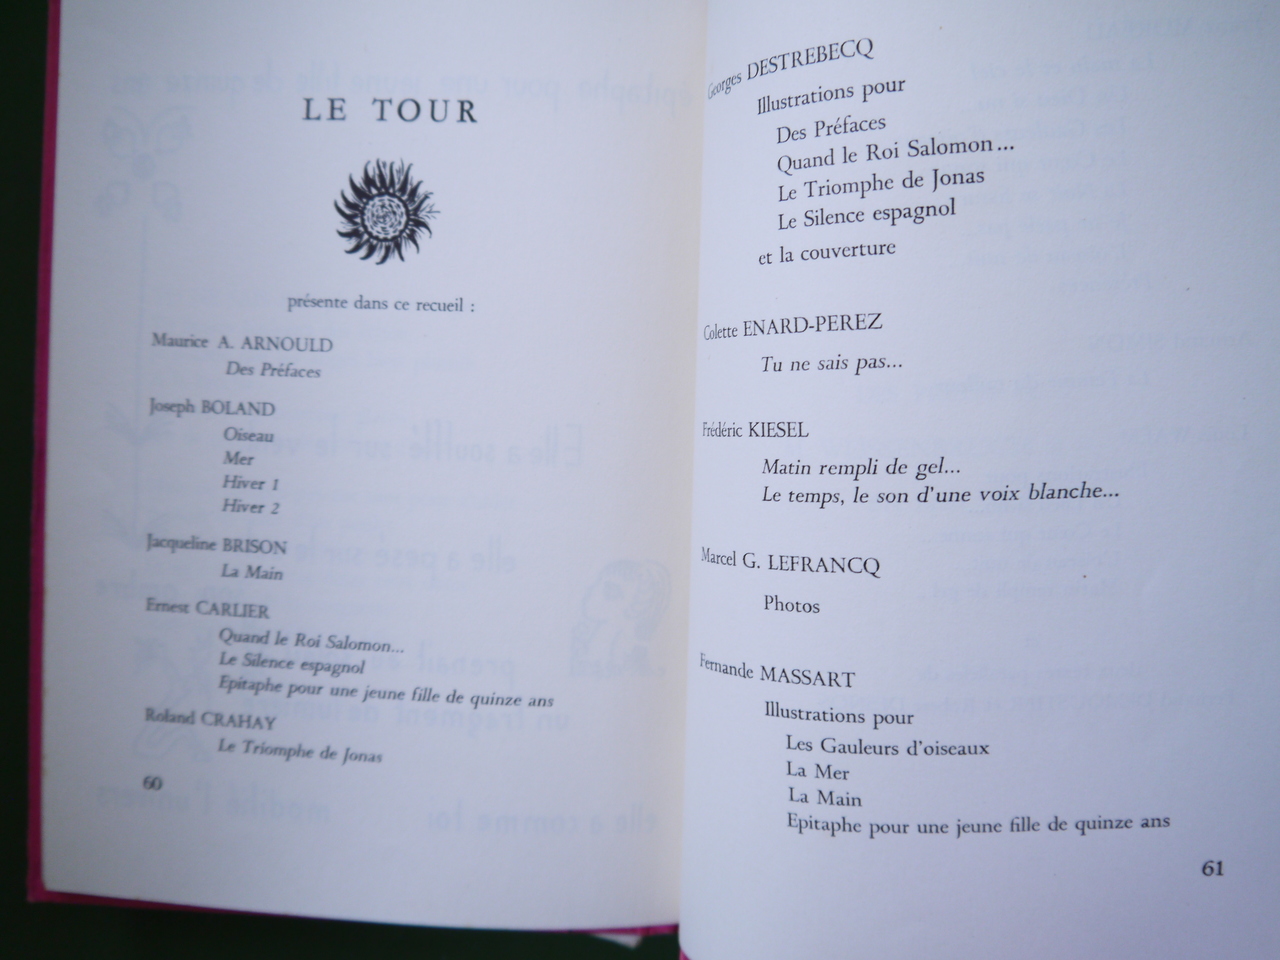 LE TOUR
présente dans ce recueil :
Maurice A. ARNOULD
Des Préfaces
Joseph BOLAND
Oiseau
Mer
Hiver 1
Hiver 2
Jacqueline BRISON
La Main
Ernest CARLIER
Quand le Roi Salomon...
Le Silence espagnol
Epitaphe pour une jeune fille de quinze ans
Roland CRAHAY
Le Triomphe de Jonas
60
Georges DESTREBECQ
Illustrations pour
Des Préfaces
Quand le Roi Salomon...
Le Triomphe de Jonas
Le Silence espagnol
et la couverture
Colette ENARD-PEREZ
Tu ne sais pas...
Frédéric KIESEL
Matin rempli de gel...
Le temps, le son d'une voix blanche...
Marcel G. LEFRANCQ
Photos
Fernande MASSART
Illustrations pour
Les Gauleurs d'oiseaux
La Mer
La Main
Epitaphe pour une jeune fille de quinze ans
61